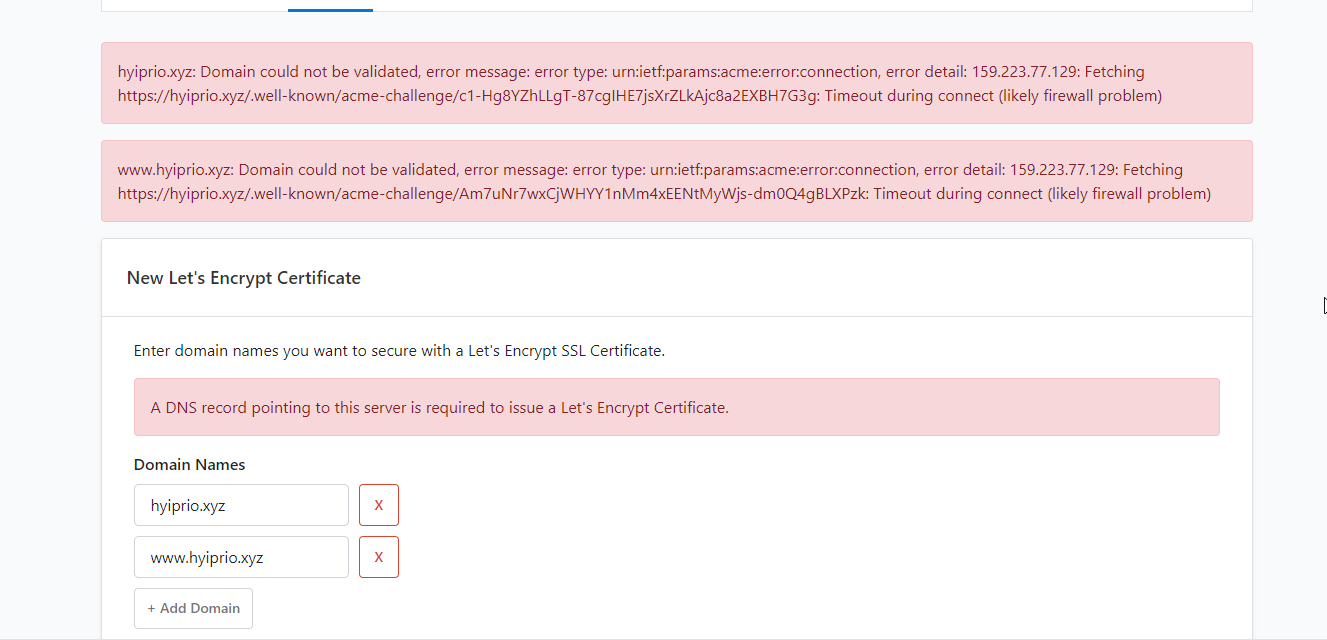 hyiprio.xyz: Domain could not be validated, error message: error type: urn:ietf:params:acme:error:connection, error detail: 159.223.77.129: Fetching
https://hyiprio.xyz/.well-known/acme-challenge/c1-Hg8YZhLLgT-87cgIHE7jsXrZLkAjc8a2EXBH7G3g: Timeout during connect (likely firewall problem)
www.hyiprio.xyz: Domain could not be validated, error message: error type: urn:ietf:params:acme:error:connection, error detail: 159.223.77.129: Fetching
https://hyiprio.xyz/.well-known/acme-challenge/Am7uNr7wxCjWHYY1nMm4xEENtMyWjs-dm0Q4gBLXPzk: Timeout during connect (likely firewall problem)
New Let's Encrypt Certificate
Enter domain names you want to secure with a Let's Encrypt SSL Certificate.
A DNS record pointing to this server is required to issue a Let's Encrypt Certificate.
Domain Names
hyiprio.xyz X
www.hyiprio.xyz X
+ Add Domain